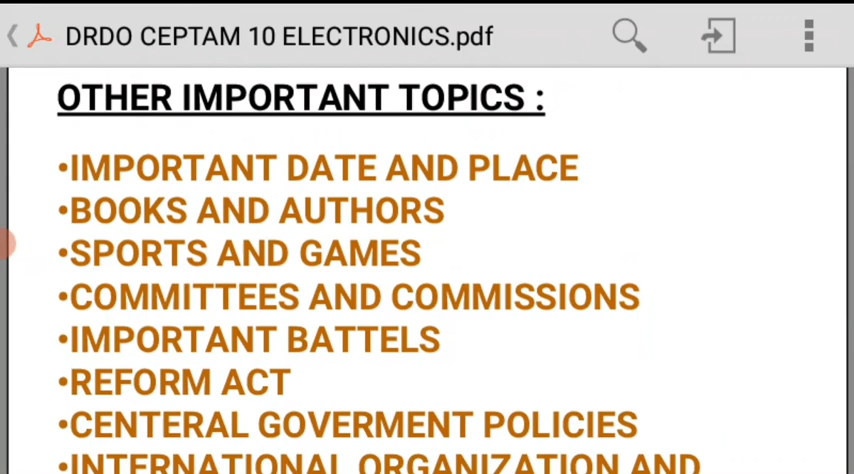 DRDO CEPTAM 10 ELECTRONICS.pdf
OTHER IMPORTANT TOPICS :
•IMPORTANT DATE AND PLACE
•BOOKS AND AUTHORS
•SPORTS AND GAMES
•COMMITTEES AND COMMISSIONS
•IMPORTANT BATTELS
•REFORM ACT
•CENTERAL GOVERMENT POLICIES
•INTERNATIONAL ORGANIZATION AND